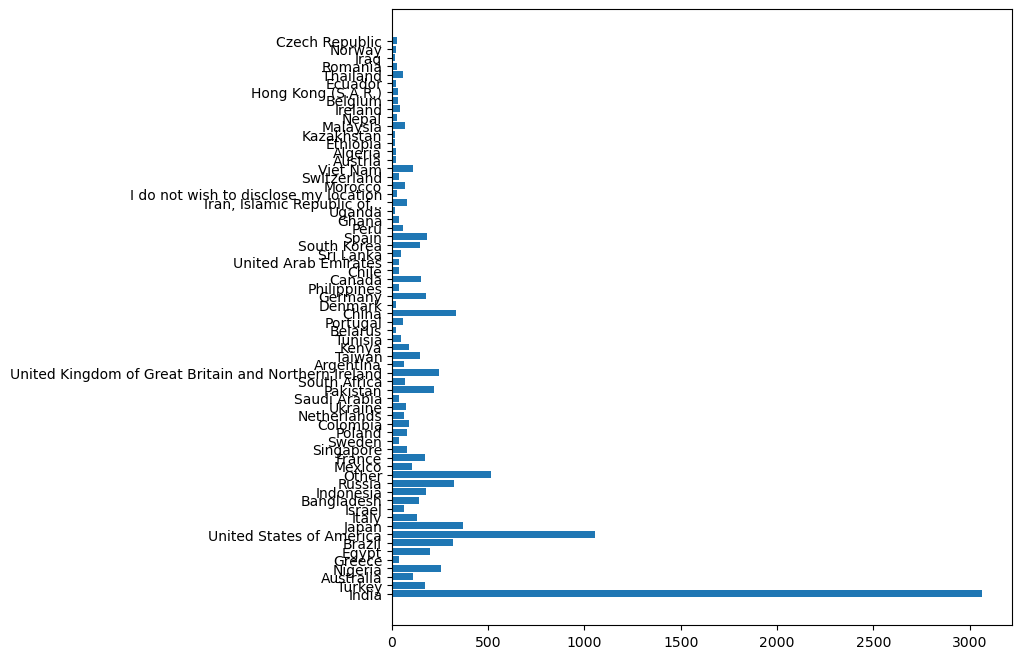 Czech Republic
Norway
Iraq
Romania
Thailand
Ecuador
Hong Kong (S.A.R.)
Belgium
Ireland
Nepal
Malaysia
Kazakhstan
Ethiopia
Algeria
Austria
Viet Nam
Switzerland
Morocco
I do not wish to disclose my location
Iran, Islamic Republic of...
Uganda
Ghana
Peru
Spain
South Korea
Sri Lanka
United Arab Emirates
Chile
Canada
Philippines
Germany
Denmark
China
Portugal
Belarus
Tunisia
Kenya
Taiwan
Argentina
United Kingdom of Great Britain and Northern Ireland
South Africa
Pakistan
Saudi Arabia
Ukraine
Netherlands
Colombia
Poland
Sweden
Singapore
France
Mexico
Other
Russia
Indonesia
Bangladesh
Israel
Italy
Japan
United States of America
Brazil
Egypt
Greece
Nigeria
Australia
Turkey
India
0 500 1000 1500 2000 2500 3000